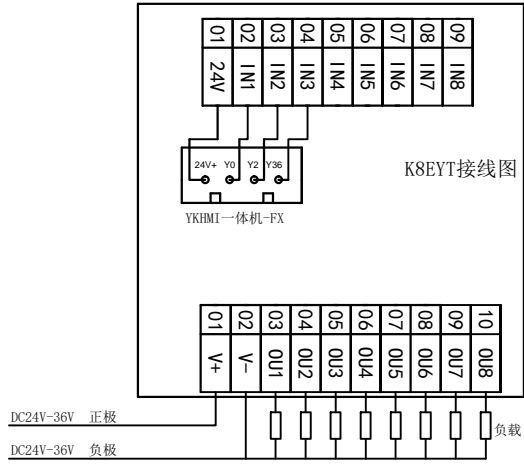 01 02 03 04 05 06 07 08 09
24V IN1 IN2 IN3 IN4 IN5 IN6 IN7 IN8
24V+ Y0 Y2 Y36
K8EYT接线图
YKHMI一体机-FX
01 02 03 04 05 06 07 08 09 10
V+ V- OU1 OU2 OU3 OU4 OU5 OU6 OU7 OU8
DC24V-36V 正极
负载
DC24V-36V 负极